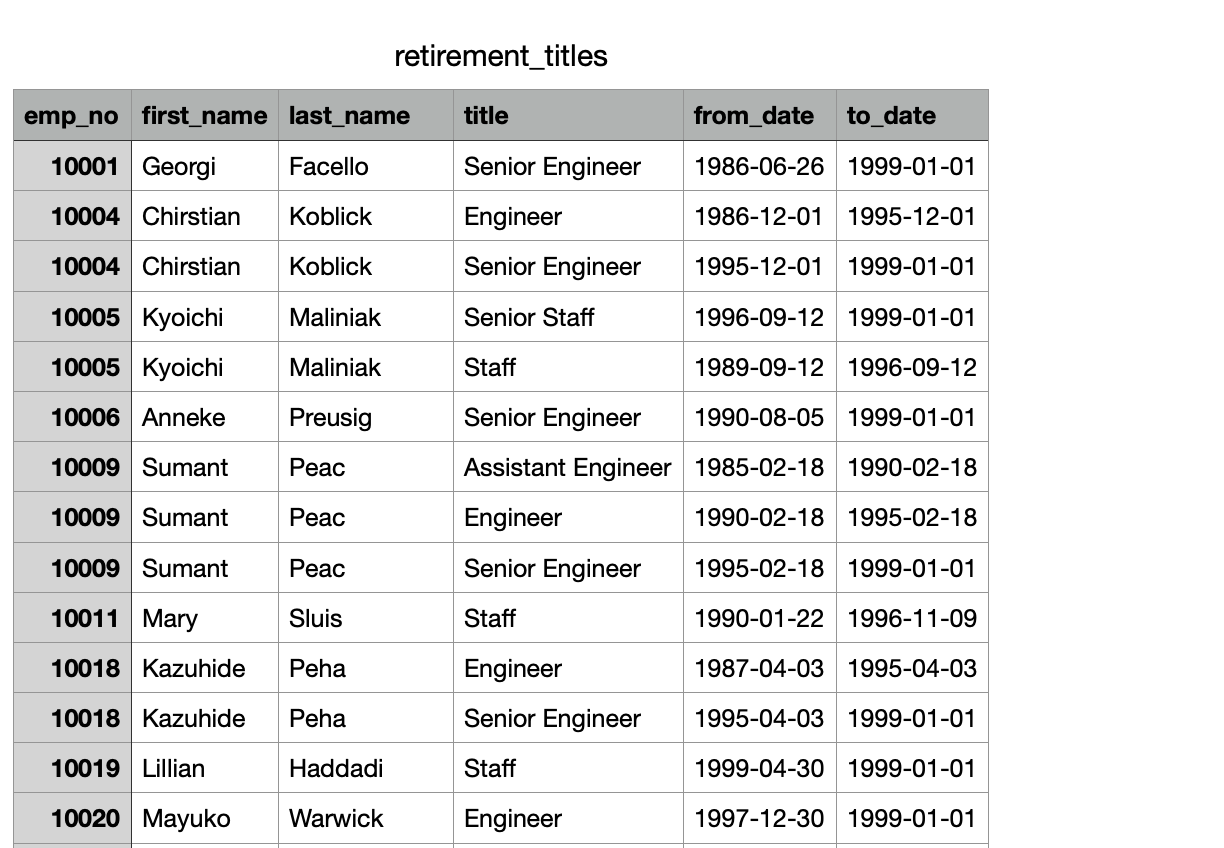 retirement_titles
emp_no first_name last_name title from_date to_date
10001 Georgi Facello Senior Engineer 1986-06-26 1999-01-01
10004 Chirstian Koblick Engineer 1986-12-01 1995-12-01
10004 Chirstian Koblick Senior Engineer 1995-12-01 1999-01-01
10005 Kyoichi Maliniak Senior Staff 1996-09-12 1999-01-01
10005 Kyoichi Maliniak Staff 1989-09-12 1996-09-12
10006 Anneke Preusig Senior Engineer 1990-08-05 1999-01-01
10009 Sumant Peac Assistant Engineer 1985-02-18 1990-02-18
10009 Sumant Peac Engineer 1990-02-18 1995-02-18
10009 Sumant Peac Senior Engineer 1995-02-18 1999-01-01
10011 Mary Sluis Staff 1990-01-22 1996-11-09
10018 Kazuhide Peha Engineer 1987-04-03 1995-04-03
10018 Kazuhide Peha Senior Engineer 1995-04-03 1999-01-01
10019 Lillian Haddadi Staff 1999-04-30 1999-01-01
10020 Mayuko Warwick Engineer 1997-12-30 1999-01-01